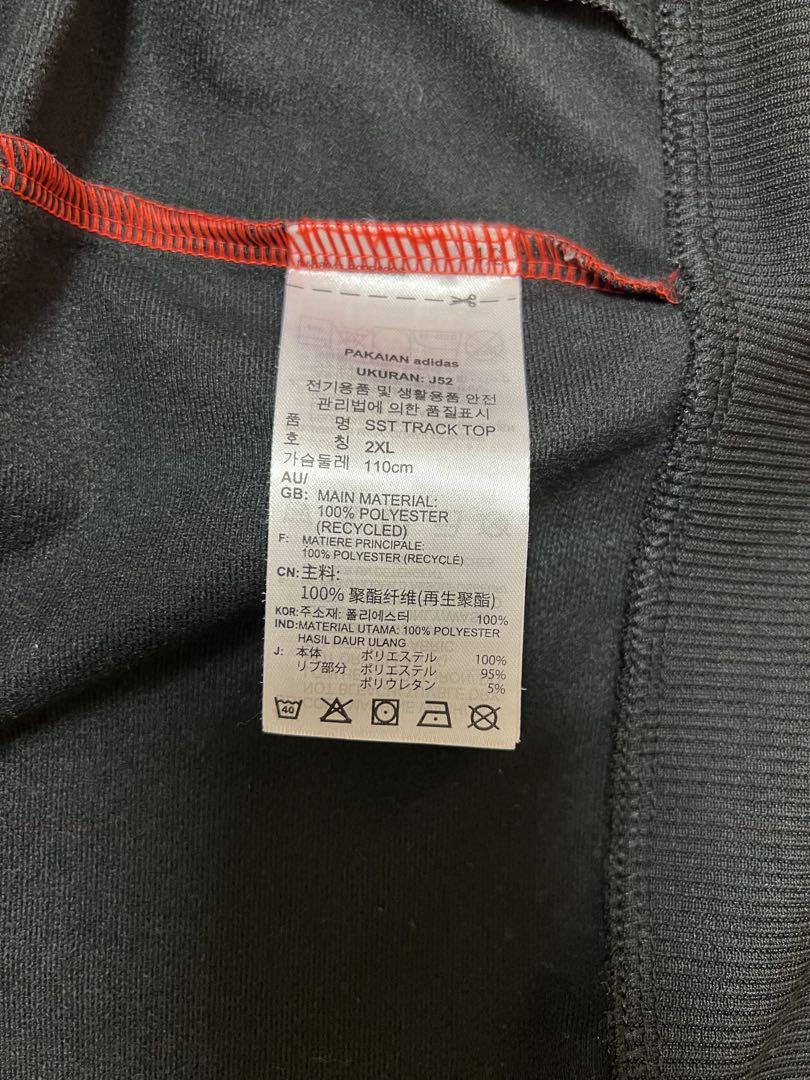 PAKAIAN adidas
UKURAN: J52
전기용품 및 생활용품 안전
관리법에 의한 품질표시
품 명 SST TRACK TOP
호 칭 2XL
가슴둘레 110cm
AU/
GB: MAIN MATERIAL:
100% POLYESTER
(RECYCLED)
F: MATIERE PRINCIPALE:
100% POLYESTER (RECYCLÉ)
CN: 主料:
100% 聚酯纤维(再生聚酯)
KOR: 주소재: 폴리에스터 100%
IND: MATERIAL UTAMA: 100% POLYESTER
HASIL DAUR ULANG
J: 本体 ポリエステル 100%
リブ部分 ポリエステル 95%
ポリウレタン 5%
40